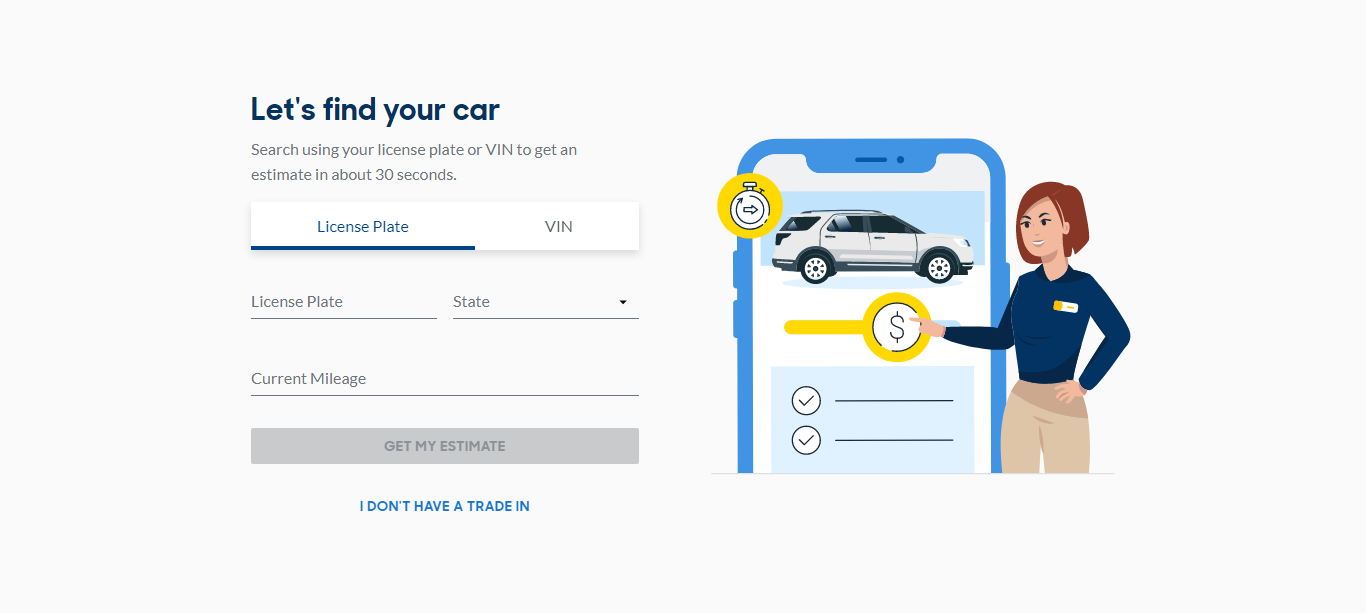 Let's find your car
Search using your license plate or VIN to get an
estimate in about 30 seconds.
License Plate
VIN
License Plate
State
Current Mileage
GET MY ESTIMATE
I DON'T HAVE A TRADE IN
$